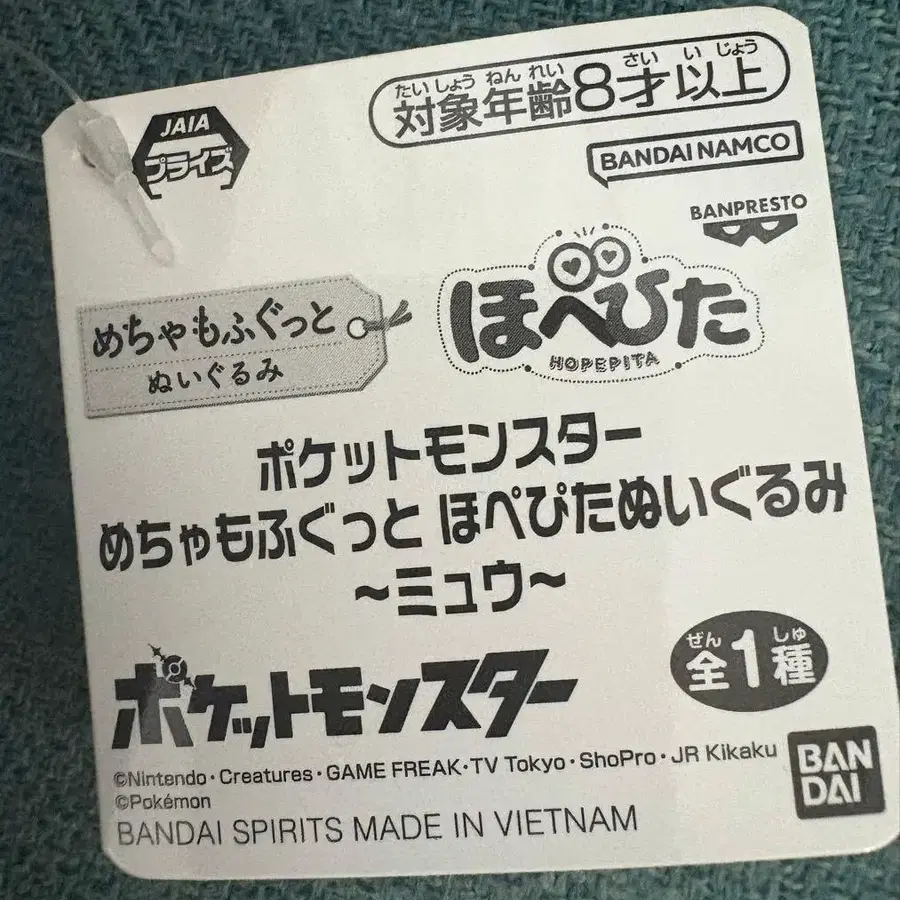 JAIA
プライズ
たいしょうねんれい さいいじょう
対象年齢8才以上
BANDAI NAMCO
BANPRESTO
めちゃもふぐっと
ぬいぐるみ
ほぺぴた
HOPEPITA
ポケットモンスター
めちゃもふぐっと ほぺぴたぬいぐるみ
~ミュウ~
ぜん しゅ
全1種
ポケットモンスター
©Nintendo・Creatures・GAME FREAK・TV Tokyo・ShoPro・JR Kikaku
©Pokémon
BANDAI SPIRITS MADE IN VIETNAM
BAN
DAI